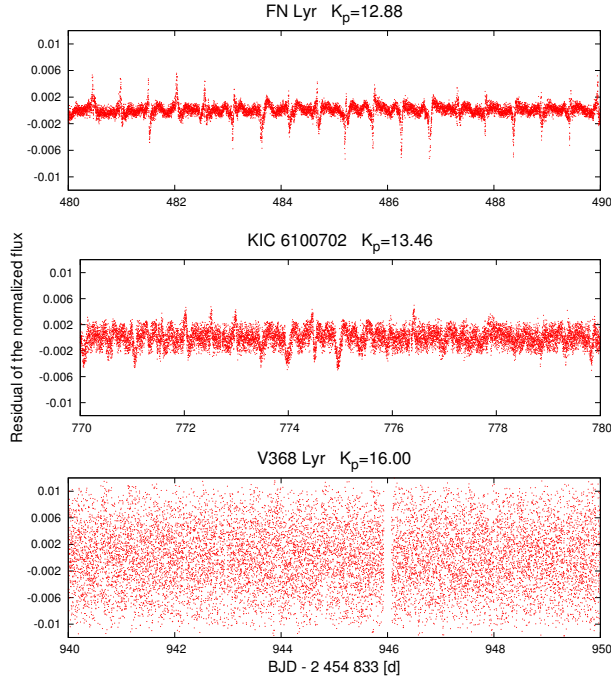 FN Lyr K_p=12.88
0.01
0.006
0.002
-0.002
-0.006
-0.01
480 482 484 486 488 490
KIC 6100702 K_p=13.46
0.01
0.006
0.002
-0.002
-0.006
-0.01
770 772 774 776 778 780
Residual of the normalized flux
V368 Lyr K_p=16.00
0.01
0.006
0.002
-0.002
-0.006
-0.01
940 942 944 946 948 950
BJD - 2 454 833 [d]